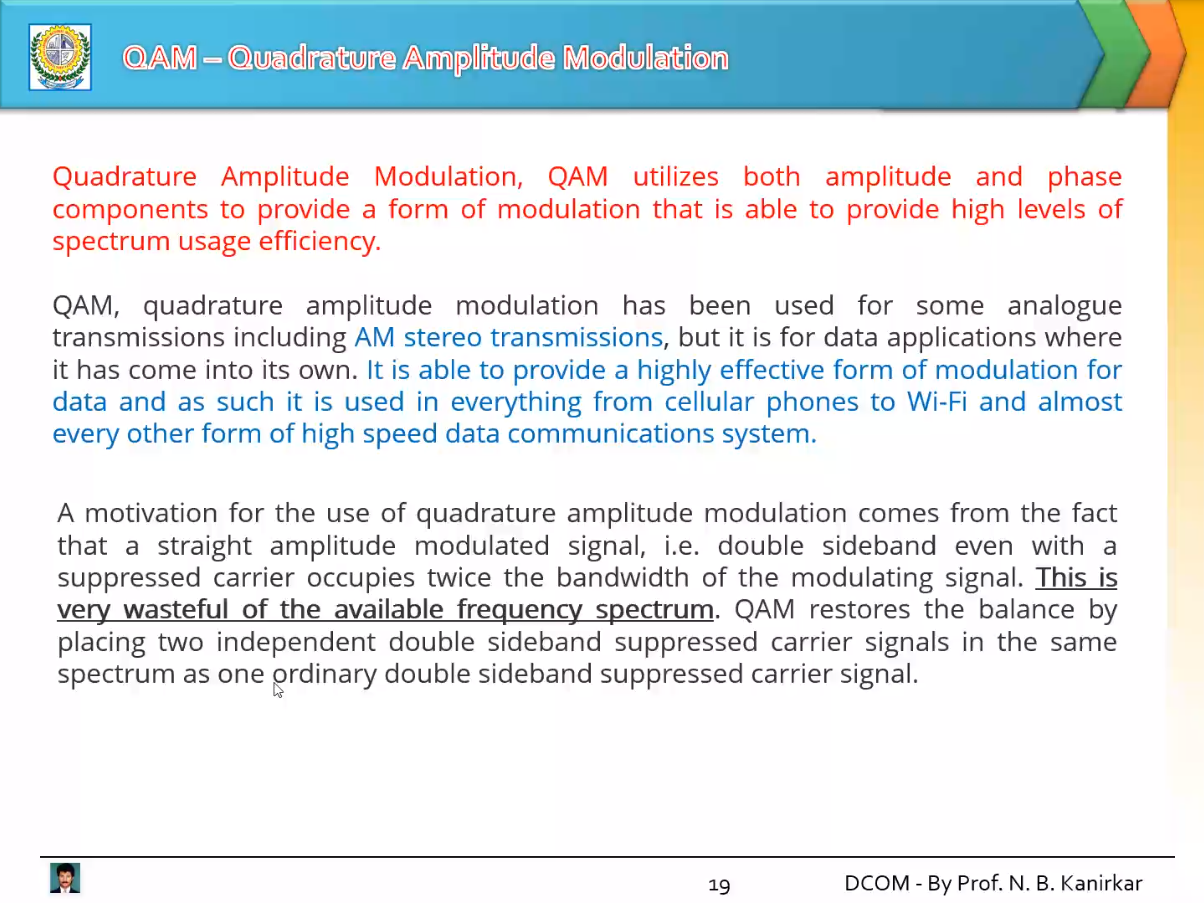 QAM – Quadrature Amplitude Modulation
Quadrature Amplitude Modulation, QAM utilizes both amplitude and phase
components to provide a form of modulation that is able to provide high levels of
spectrum usage efficiency.
QAM, quadrature amplitude modulation has been used for some analogue
transmissions including AM stereo transmissions, but it is for data applications where
it has come into its own. It is able to provide a highly effective form of modulation for
data and as such it is used in everything from cellular phones to Wi-Fi and almost
every other form of high speed data communications system.
A motivation for the use of quadrature amplitude modulation comes from the fact
that a straight amplitude modulated signal, i.e. double sideband even with a
suppressed carrier occupies twice the bandwidth of the modulating signal. This is
very wasteful of the available frequency spectrum. QAM restores the balance by
placing two independent double sideband suppressed carrier signals in the same
spectrum as one ordinary double sideband suppressed carrier signal.
19
DCOM - By Prof. N. B. Kanirkar